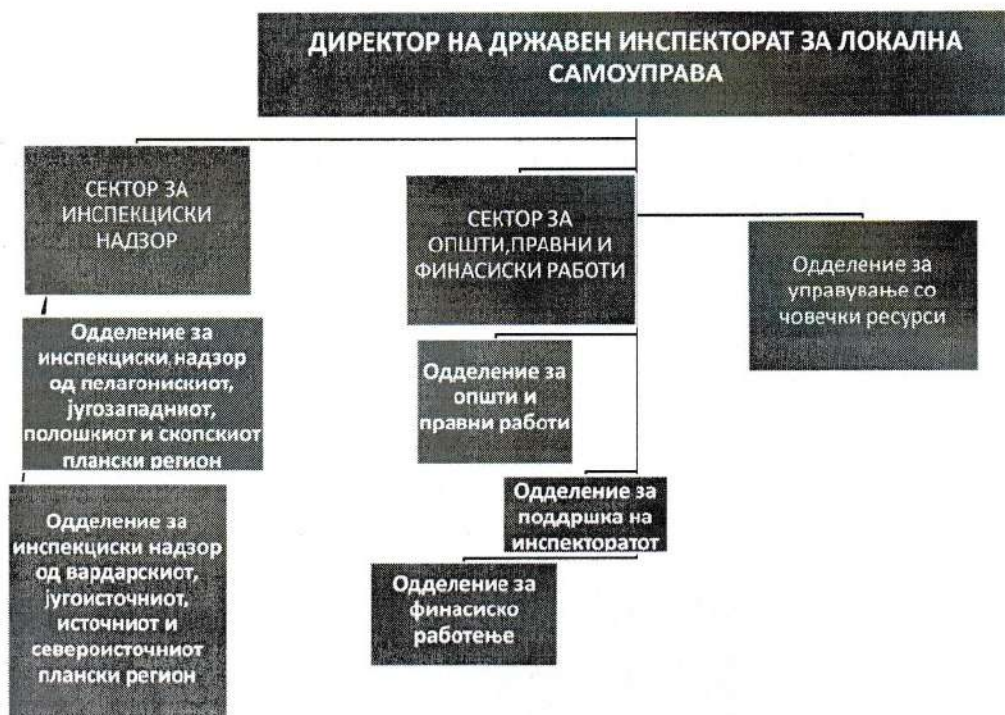 ДИРЕКТОР НА ДРЖАВЕН ИНСПЕКТОРАТ ЗА ЛОКАЛНА
САМОУПРАВА
СЕКТОР ЗА
ИНСПЕКЦИСКИ
НАДЗОР
СЕКТОР ЗА
ОПШТИ,ПРАВНИ И
ФИНАСИСКИ РАБОТИ
Одделение за
управување со
човечки ресурси
Одделение за
инспекциски надзор
од пелагонискиот,
југозападниот,
полошкиот и скопскиот
плански регион
Одделение за
општи и
правни работи
Одделение за
инспекциски надзор
од вардарскиот,
југоисточниот,
источниот и
североисточниот
плански регион
Одделение за
поддршка на
инспекторатот
Одделение за
финасиско
работење